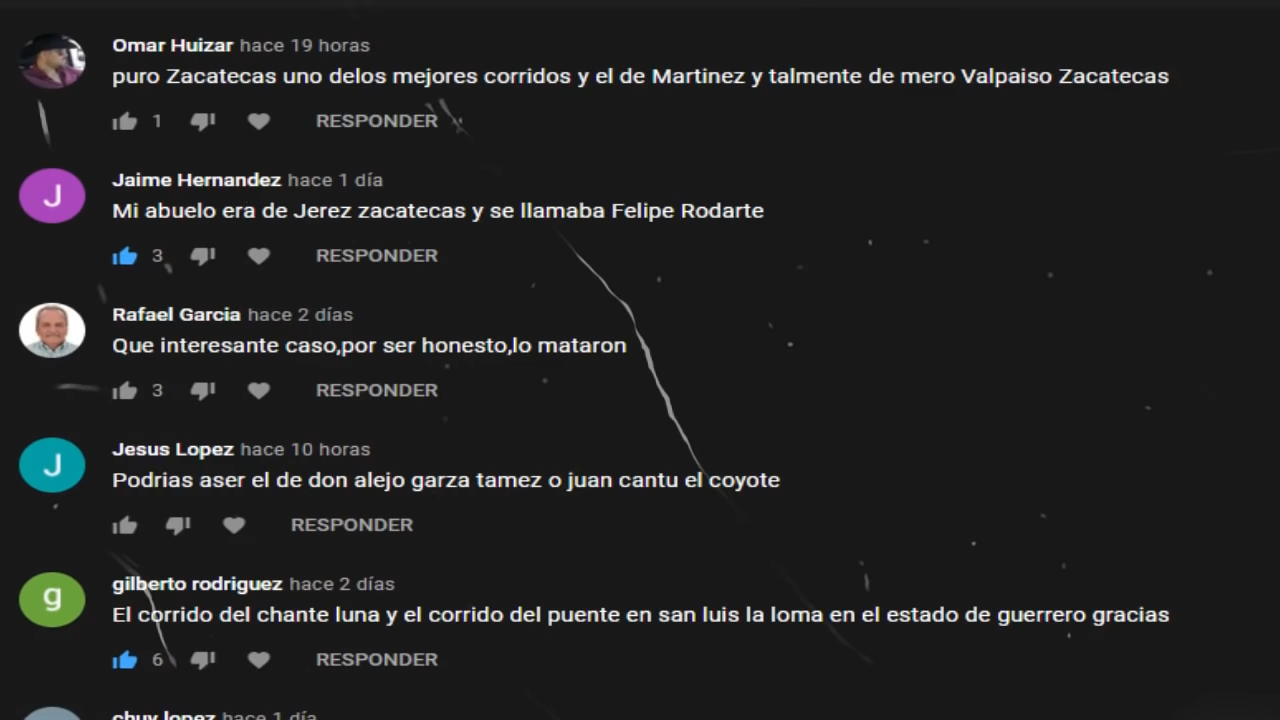 Omar Huizar hace 19 horas
puro Zacatecas uno delos mejores corridos y el de Martinez y talmente de mero Valpaiso Zacatecas
1 RESPONDER
J
Jaime Hernandez hace 1 día
Mi abuelo era de Jerez zacatecas y se llamaba Felipe Rodarte
3 RESPONDER
Rafael Garcia hace 2 días
Que interesante caso,por ser honesto,lo mataron
3 RESPONDER
J
Jesus Lopez hace 10 horas
Podrias aser el de don alejo garza tamez o juan cantu el coyote
RESPONDER
g
gilberto rodriguez hace 2 días
El corrido del chante luna y el corrido del puente en san luis la loma en el estado de guerrero gracias
6 RESPONDER
chuy lopez hace 1 día